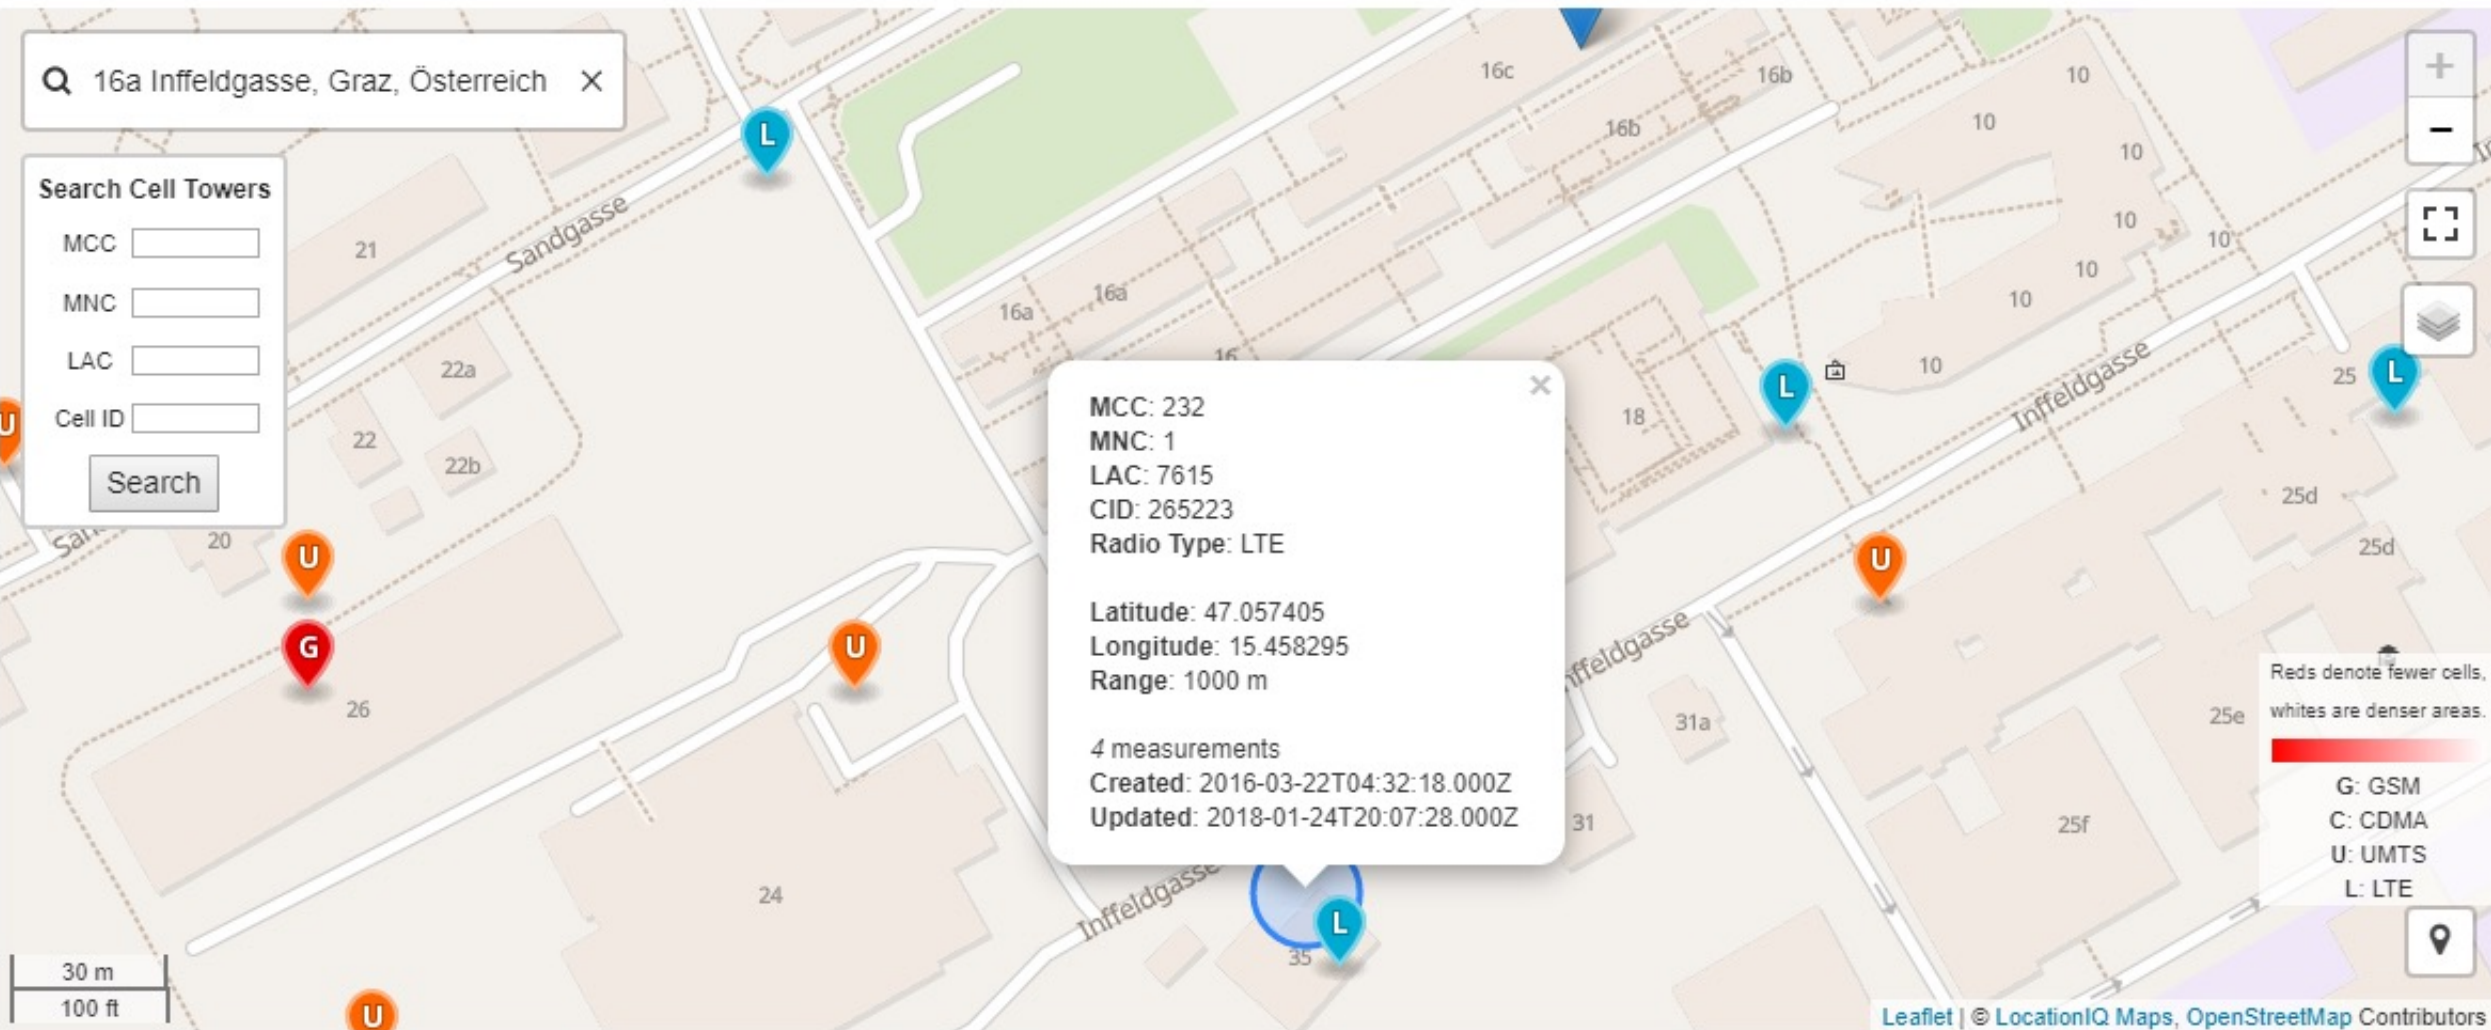 16a Inffeldgasse, Graz, Österreich
Search Cell Towers
MCC
MNC
LAC
Cell ID
Search
MCC: 232
MNC: 1
LAC: 7615
CID: 265223
Radio Type: LTE
Latitude: 47.057405
Longitude: 15.458295
Range: 1000 m
4 measurements
Created: 2016-03-22T04:32:18.000Z
Updated: 2018-01-24T20:07:28.000Z
16c
16b
16b
10
10
10
10
10
10
10
10
L
Sandgasse
21
16a
16a
16
22a
22
22b
U
20
U
G
26
U
24
U
18
L
Inffeldgasse
25
L
25d
25d
U
nffeldgasse
31a
31
25e
25f
Inffeldgasse
L
35
Reds denote fewer cells,
whites are denser areas.
G: GSM
C: CDMA
U: UMTS
L: LTE
30 m
100 ft
Leaflet | © LocationIQ Maps, OpenStreetMap Contributors